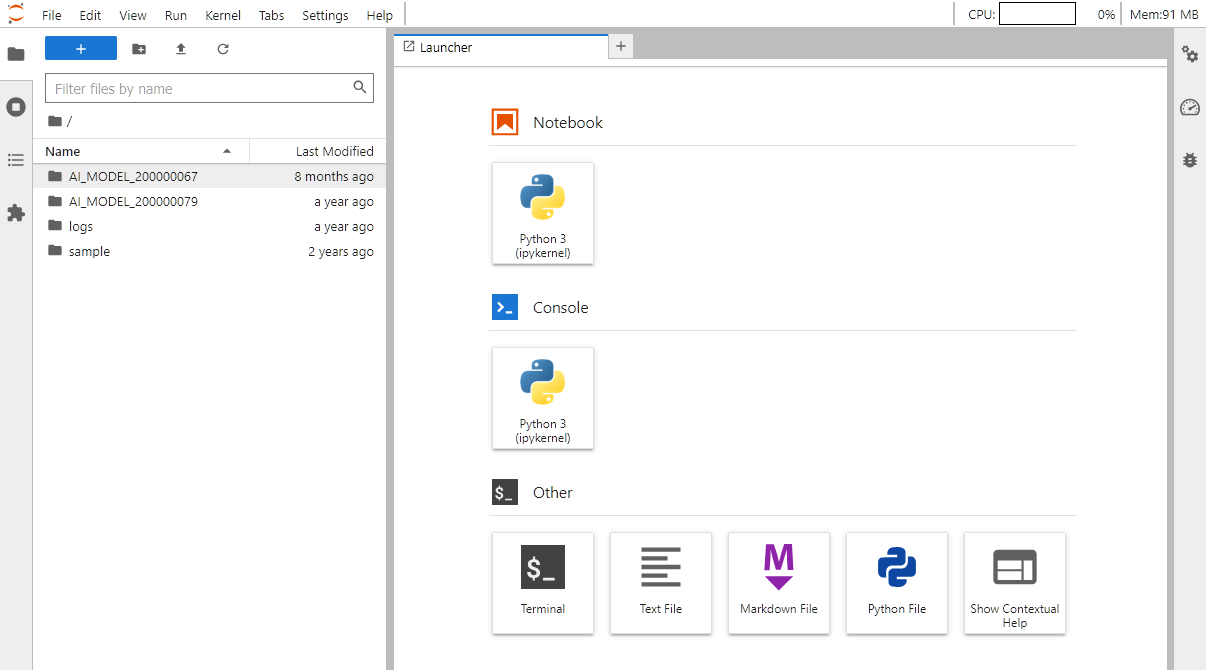 File Edit View Run Kernel Tabs Settings Help CPU: 0% Mem:91 MB
+
Launcher +
Filter files by name
/
Name Last Modified
AI_MODEL_200000067 8 months ago
AI_MODEL_200000079 a year ago
logs a year ago
sample 2 years ago
Notebook
Python 3
(ipykernel)
>_ Console
Python 3
(ipykernel)
$_ Other
$_ M
Terminal Text File Markdown File Python File Show Contextual
Help